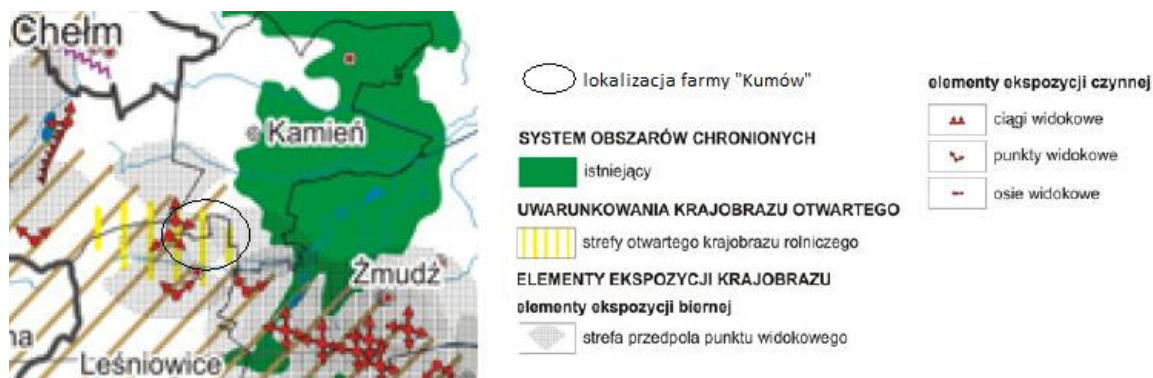 Chełm
Kamień
Żmudź
na
Leśniowice
lokalizacja farmy "Kumów"
SYSTEM OBSZARÓW CHRONIONYCH
istniejący
UWARUNKOWANIA KRAJOBRAZU OTWARTEGO
strefy otwartego krajobrazu rolniczego
ELEMENTY EKSPOZYCJI KRAJOBRAZU
elementy ekspozycji biernej
strefa przedpola punktu widokowego
elementy ekspozycji czynnej
ciągi widokowe
punkty widokowe
osie widokowe